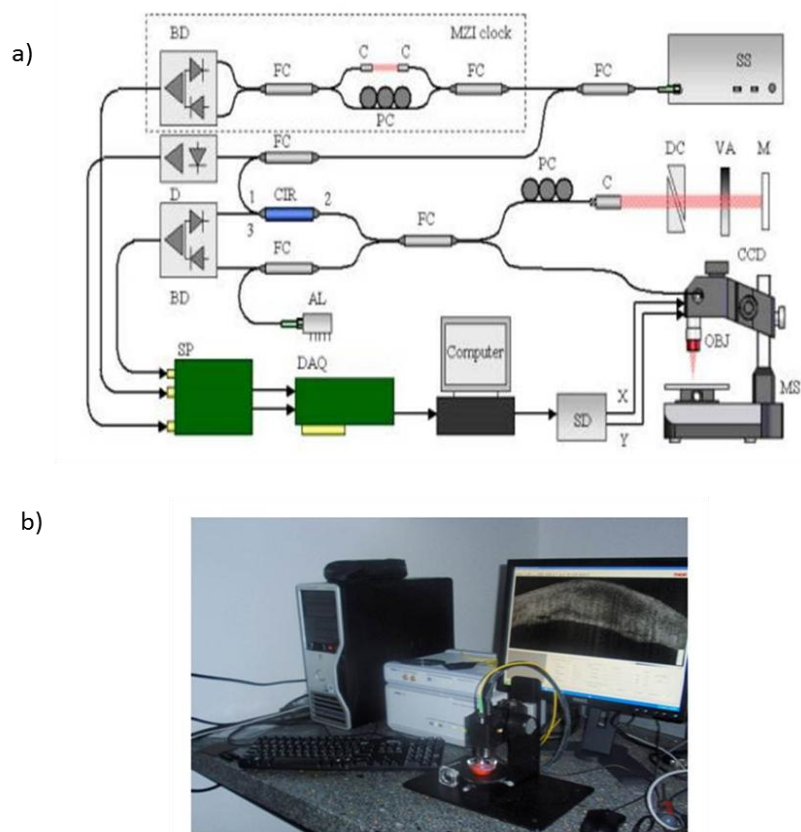 a)
BD
MZI clock
C C
FC
FC
FC
SS
PC
FC
PC
DC VA M
C
1 CIR 2
D
3
FC
FC
CCD
BD
AL
OBJ
SP
DAQ
Computer
X
MS
SD
Y
b)